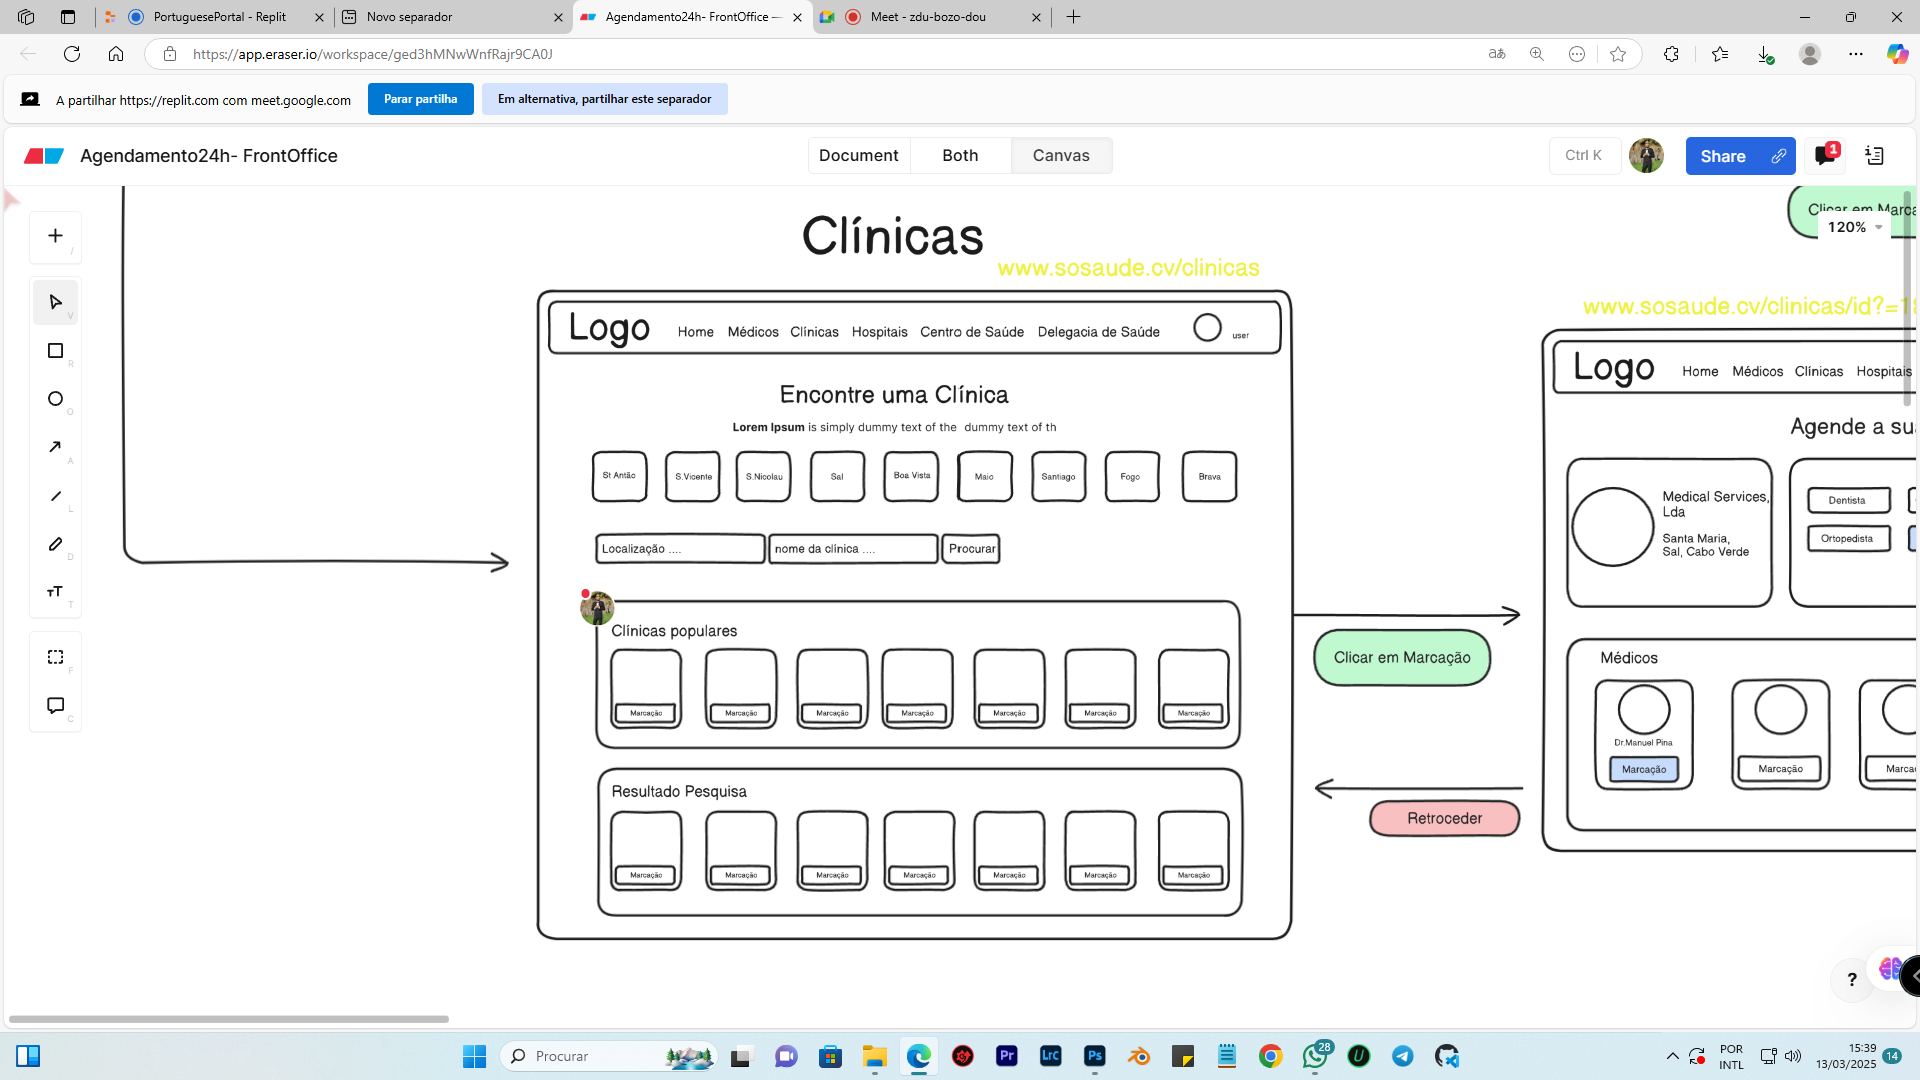 PortuguesePortal - Replit
Novo separador
Agendamento24h- FrontOffice —
Meet - zdu-bozo-dou
https://app.eraser.io/workspace/ged3hMNwWnfRajr9CA0J
A partilhar https://replit.com com meet.google.com
Parar partilha
Em alternativa, partilhar este separador
Agendamento24h- FrontOffice
Document
Both
Canvas
Ctrl K
Share
1
120%
Clicar em Marca
Clínicas
www.sosaude.cv/clinicas
www.sosaude.cv/clinicas/id?=1
Logo
Home Médicos Clínicas Hospitais Centro de Saúde Delegacia de Saúde
user
Encontre uma Clínica
Lorem Ipsum is simply dummy text of the dummy text of th
St Antão
S.Vicente
S.Nicolau
Sal
Boa Vista
Maio
Santiago
Fogo
Brava
Localização ....
nome da clínica ....
Procurar
Clínicas populares
Marcação
Marcação
Marcação
Marcação
Marcação
Marcação
Marcação
Resultado Pesquisa
Marcação
Marcação
Marcação
Marcação
Marcação
Marcação
Marcação
Clicar em Marcação
Retroceder
Logo
Home Médicos Clínicas Hospitais
Agende a sua
Medical Services,
Lda
Santa Maria,
Sal, Cabo Verde
Dentista
Ortopedista
Médicos
Dr.Manuel Pina
Marcação
Marcação
Marca
/
V
R
O
A
L
D
T
F
C
?
Procurar
28
POR
INTL
15:39
13/03/2025
14